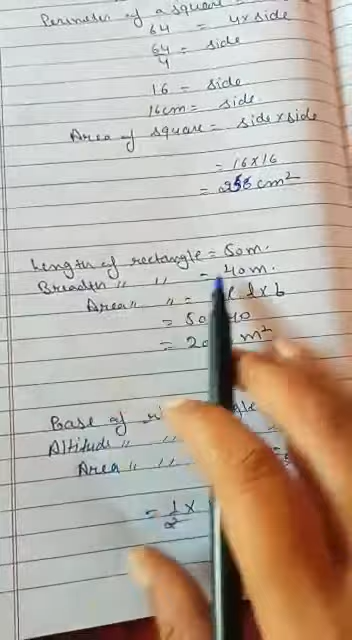 Perimeter of a square =
64 = 4 x side
64/4 = side
16 = side
16cm = side
Area of square = side x side
= 16 x 16
= 256 cm²
Length of rectangle = 50m.
Breadth " " = 40m.
Area " " = l x b
= 50 40
= 20 m²
Base of
Altitude " "
Area " "
= 1/2 x